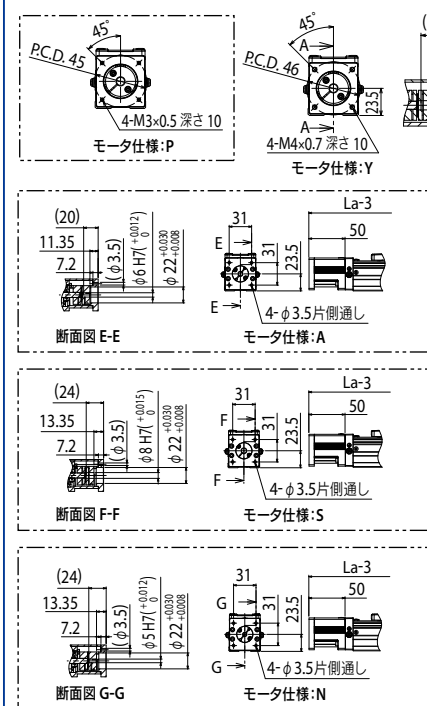 45°
P.C.D. 45
4-M3×0.5 深さ 10
モータ仕様:P
45°
A
P.C.D. 46
23.5
A
4-M4×0.7 深さ 10
モータ仕様:Y
(
(20)
11.35
7.2
(φ3.5)
φ6 H7( +0.012 0 )
φ22 +0.030 +0.008
断面図 E-E
31
E
31
23.5
E
4-φ3.5片側通し
モータ仕様:A
La-3
50
(24)
13.35
7.2
(φ3.5)
φ8 H7( +0.015 0 )
φ22 +0.030 +0.008
断面図 F-F
31
F
31
23.5
F
4-φ3.5片側通し
モータ仕様:S
La-3
50
(24)
13.35
7.2
(φ3.5)
φ5 H7( +0.012 0 )
φ22 +0.030 +0.008
断面図 G-G
31
G
31
23.5
G
4-φ3.5片側通し
モータ仕様:N
La-3
50